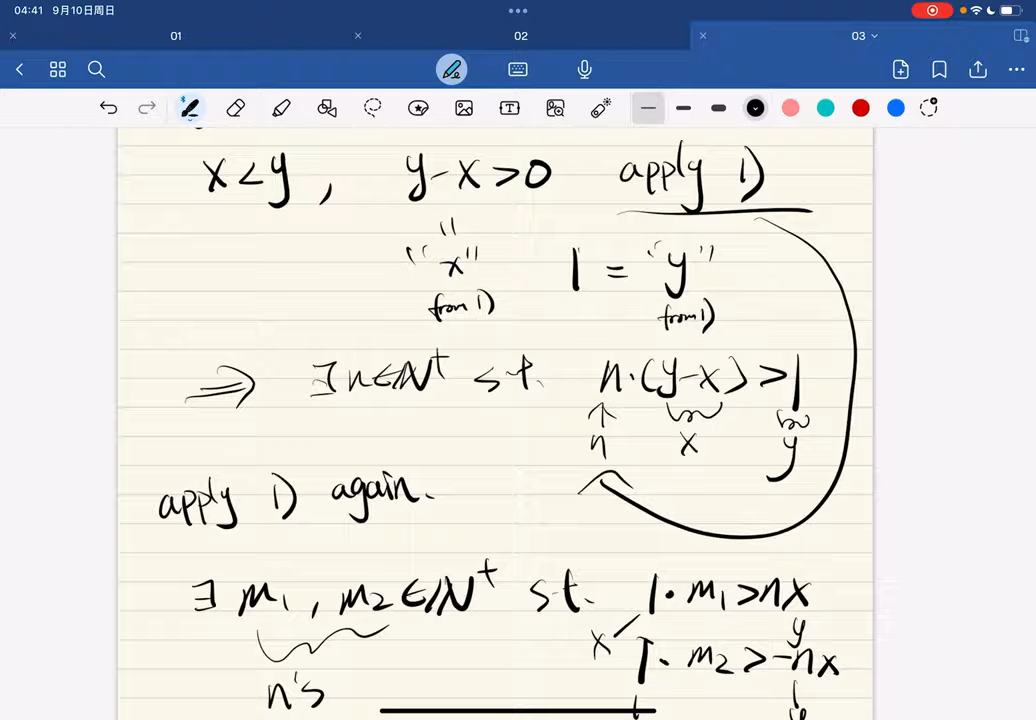 04:41 9月10日周日
01 02 03
x<y, y-x>0 apply 1)
"x" 1 = "y"
from 1) from 1)
⇒ ∃n∈N⁺ s.t. n·(y-x)>1
n x y
apply 1) again.
∃ m₁, m₂∈N⁺ s.t. 1·m₁>nx
x y
1·m₂>-nx
n's